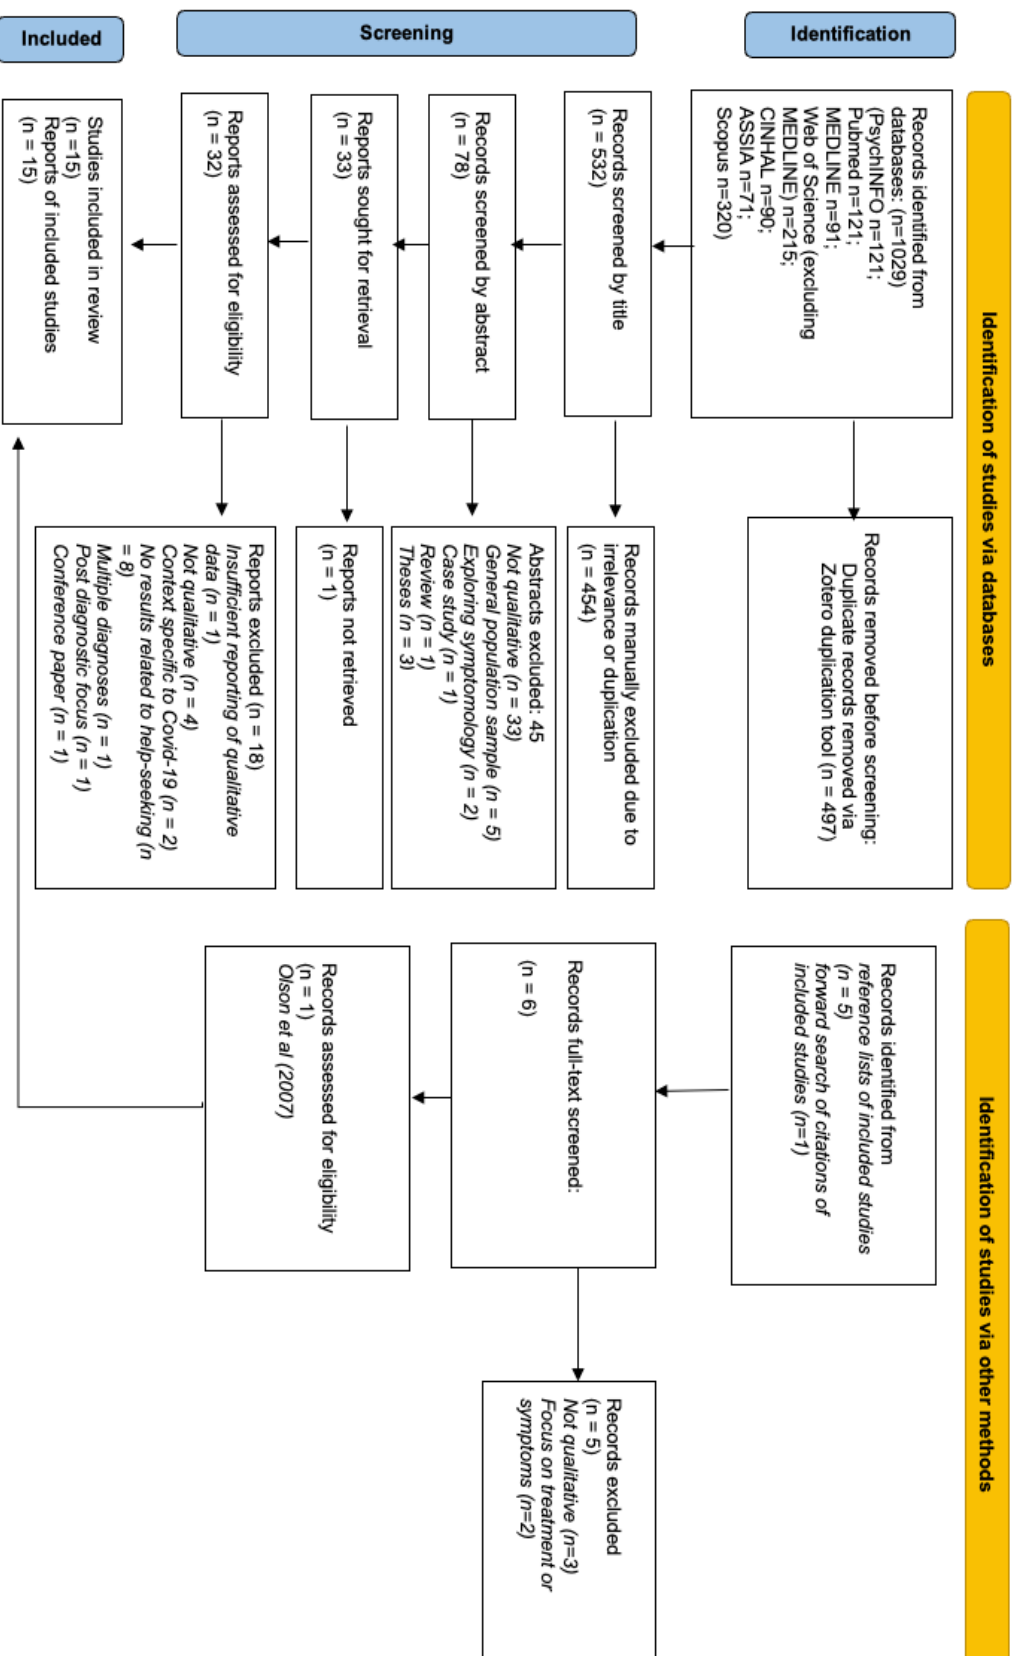 Identification of studies via databases
Identification of studies via other methods
Identification
Records identified from
databases: (n=1029)
(PsychINFO n=121;
Pubmed n=121;
MEDLINE n=91;
Web of Science (excluding
MEDLINE) n=215;
CINHAL n=90;
ASSIA n=71;
Scopus n=320)
Records removed before screening:
Duplicate records removed via
Zotero duplication tool (n = 497)
Records identified from
reference lists of included studies
(n = 5)
forward search of citations of
included studies (n=1)
Screening
Records screened by title
(n = 532)
Records manually excluded due to
irrelevance or duplication
(n = 454)
Records screened by abstract
(n = 78)
Abstracts excluded: 45
Not qualitative (n = 33)
General population sample (n = 5)
Exploring symptomology (n = 2)
Case study (n = 1)
Review (n = 1)
Theses (n = 3)
Records full-text screened:
(n = 6)
Records excluded
(n = 5)
Not qualitative (n=3)
Focus on treatment or
symptoms (n=2)
Reports sought for retrieval
(n = 33)
Reports not retrieved
(n = 1)
Reports assessed for eligibility
(n = 32)
Reports excluded (n = 18)
Insufficient reporting of qualitative
data (n = 1)
Not qualitative (n = 4)
Context specific to Covid-19 (n = 2)
No results related to help-seeking (n
= 8)
Multiple diagnoses (n = 1)
Post diagnostic focus (n = 1)
Conference paper (n = 1)
Records assessed for eligibility
(n = 1)
Olson et al (2007)
Included
Studies included in review
(n =15)
Reports of included studies
(n = 15)